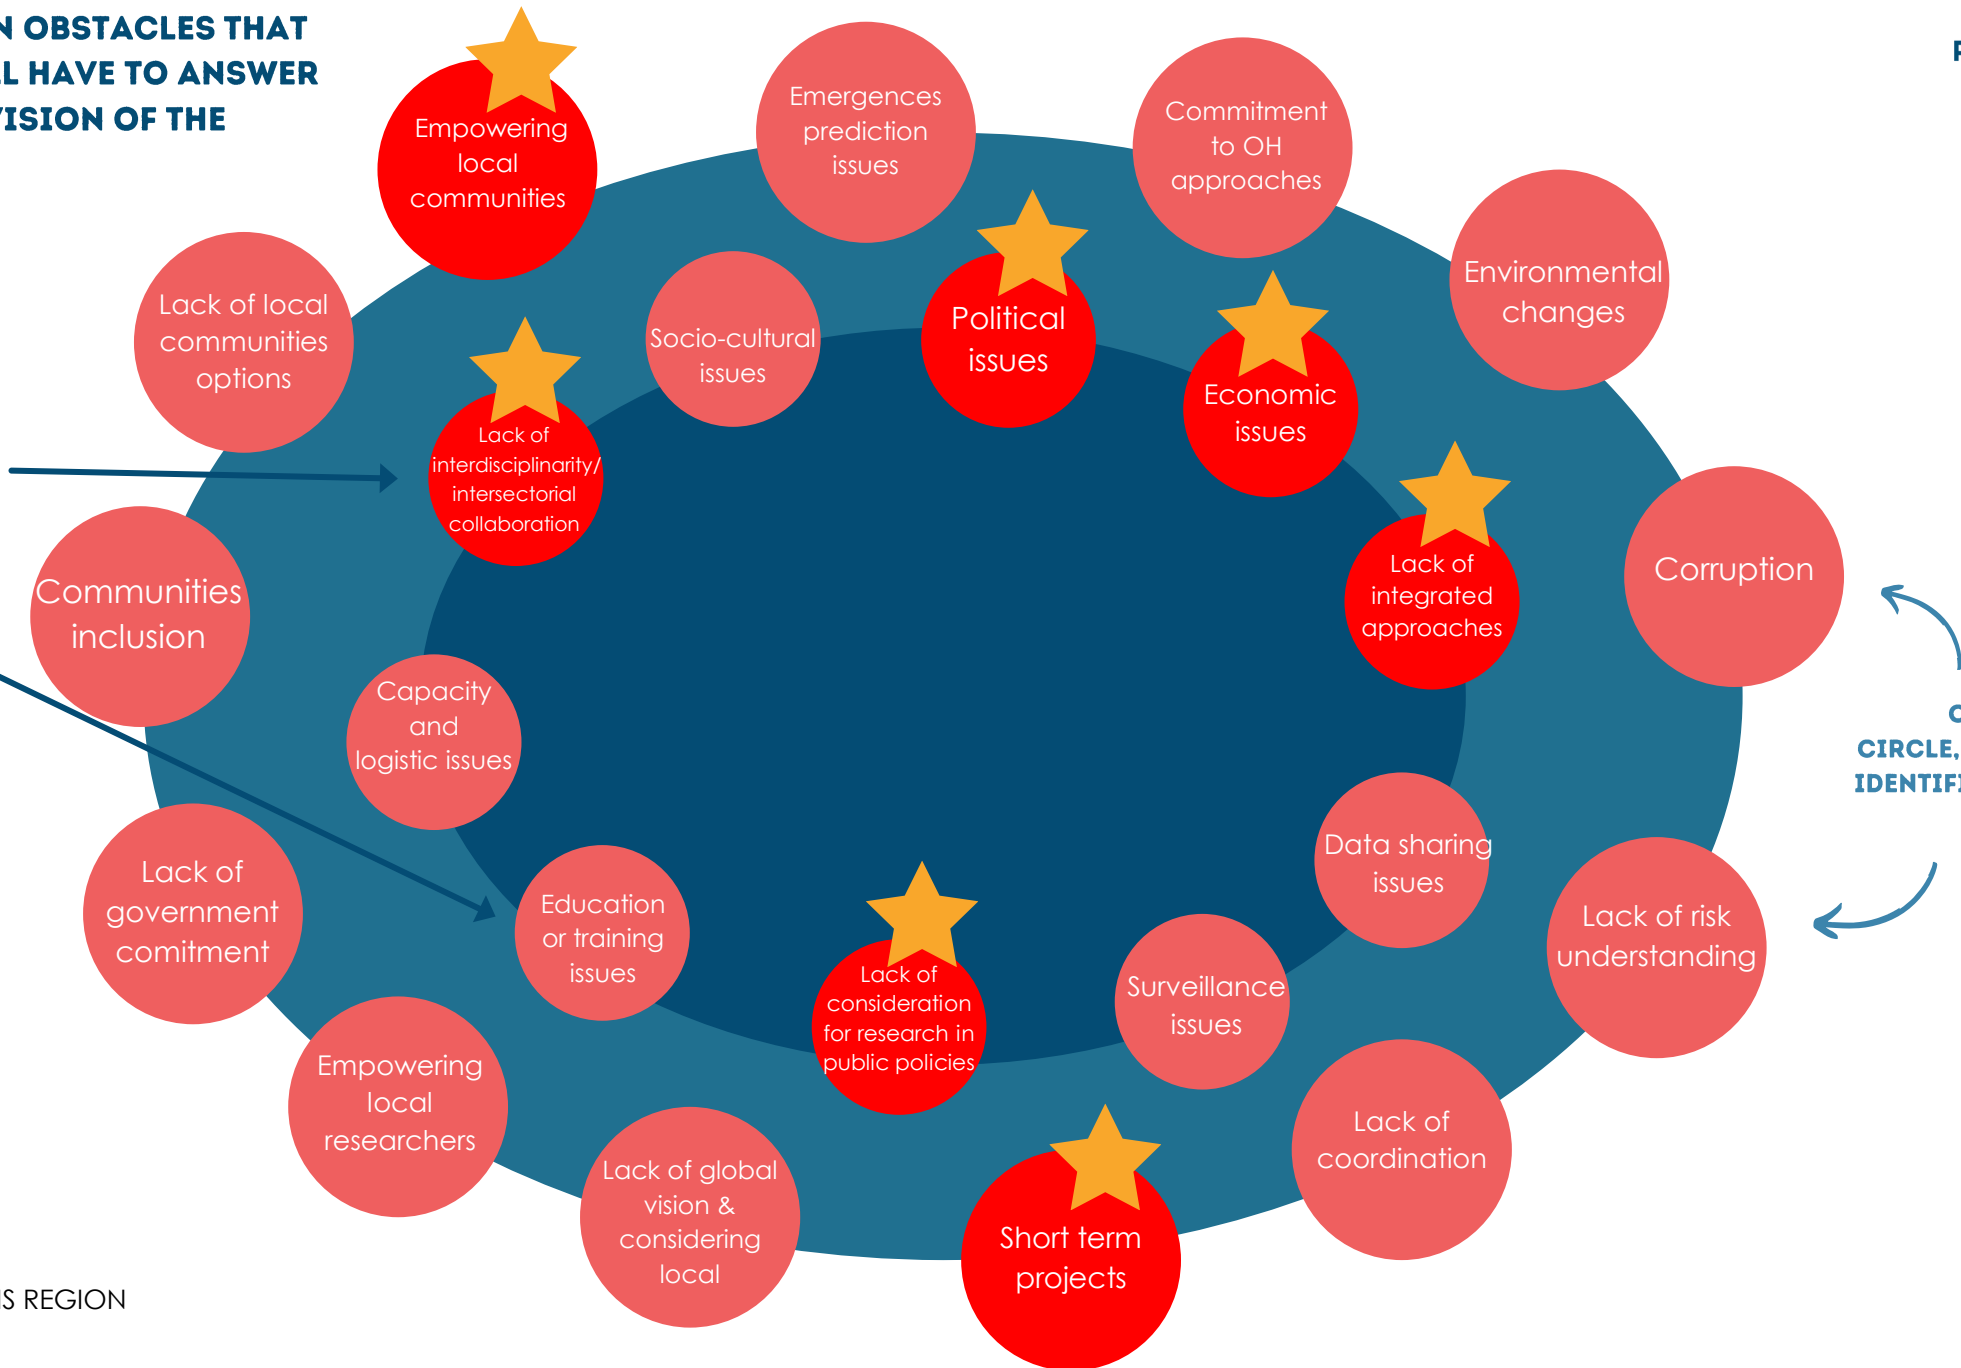 N OBSTACLES THAT
LL HAVE TO ANSWER
VISION OF THE
Empowering
local
communities
Emergences
prediction
issues
Commitment
to OH
approaches
Environmental
changes
Lack of local
communities
options
Socio-cultural
issues
Political
issues
Economic
issues
Lack of
interdisciplinarity/
intersectorial
collaboration
Lack of
integrated
approaches
Corruption
Communities
inclusion
Capacity
and
logistic issues
CIRCLE,
IDENTIF
Data sharing
issues
Lack of
government
comitment
Education
or training
issues
Lack of
consideration
for research in
public policies
Surveillance
issues
Lack of risk
understanding
Empowering
local
researchers
Lack of global
vision &
considering
local
Short term
projects
Lack of
coordination
IS REGION